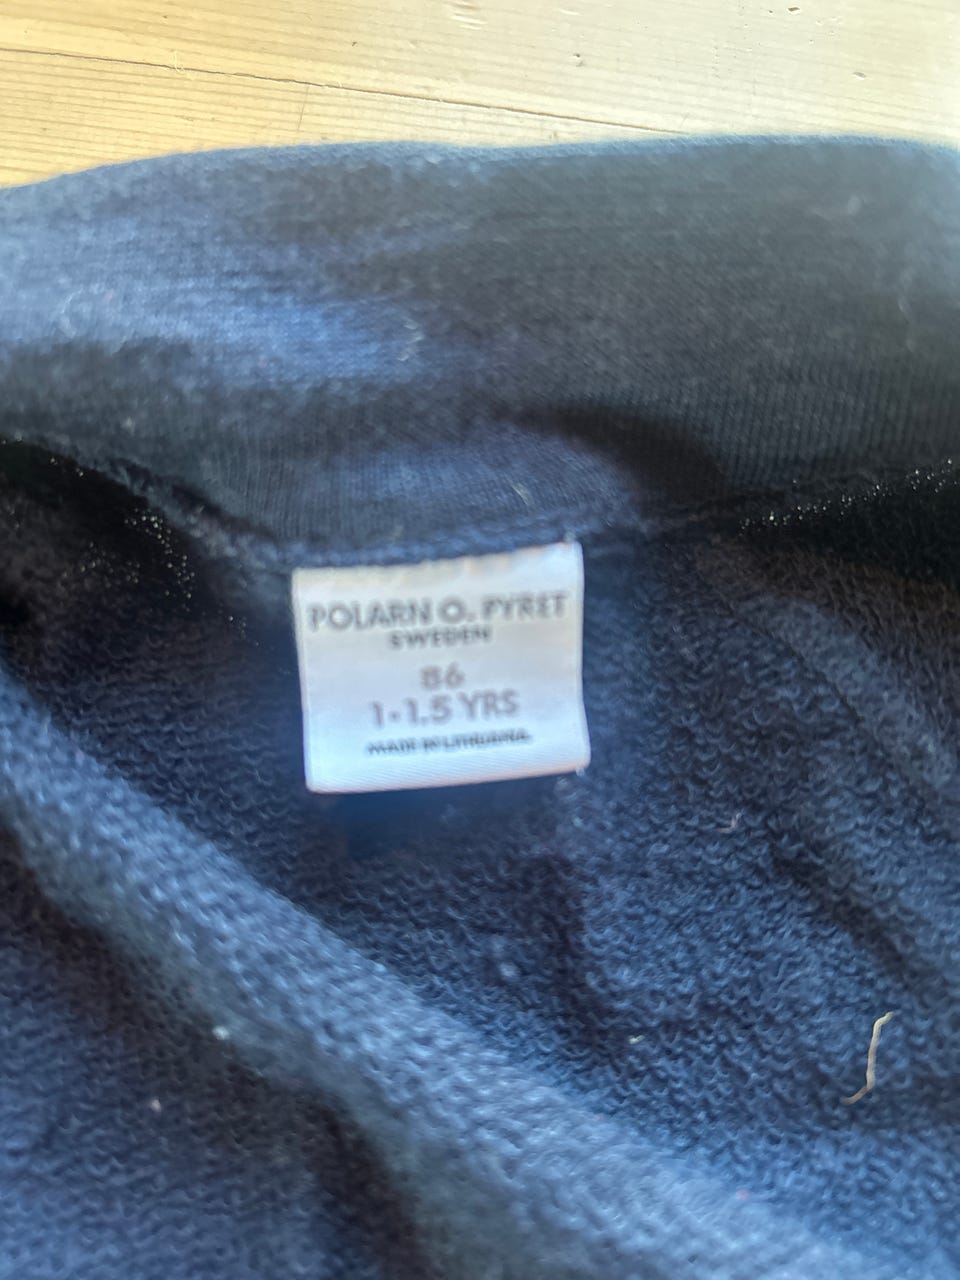 POLARN O. PYRET
SWEDEN
86
1-1.5 YRS
MADE IN LITHUANIA